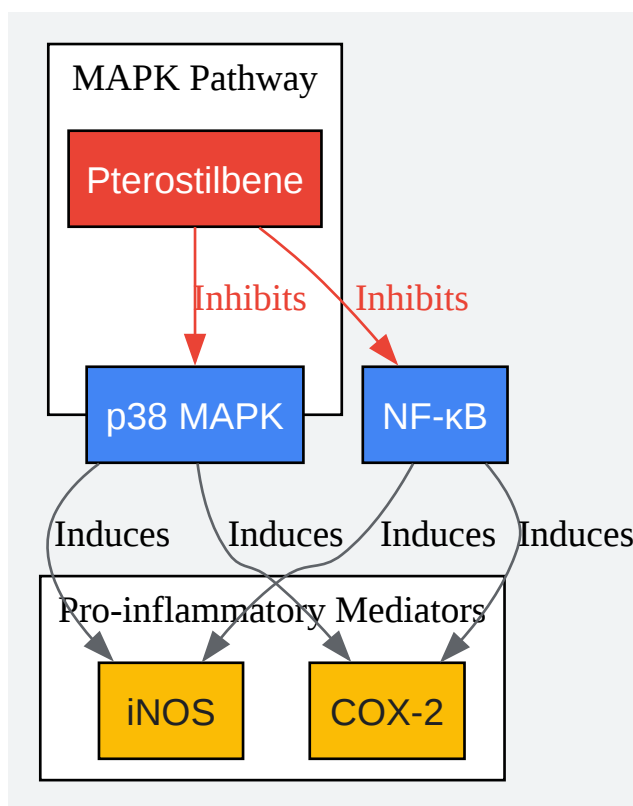 MAPK Pathway
Pterostilbene
Inhibits
Inhibits
p38 MAPK
NF-κB
Induces
Induces
Induces
Induces
Pro-inflammatory Mediators
iNOS
COX-2